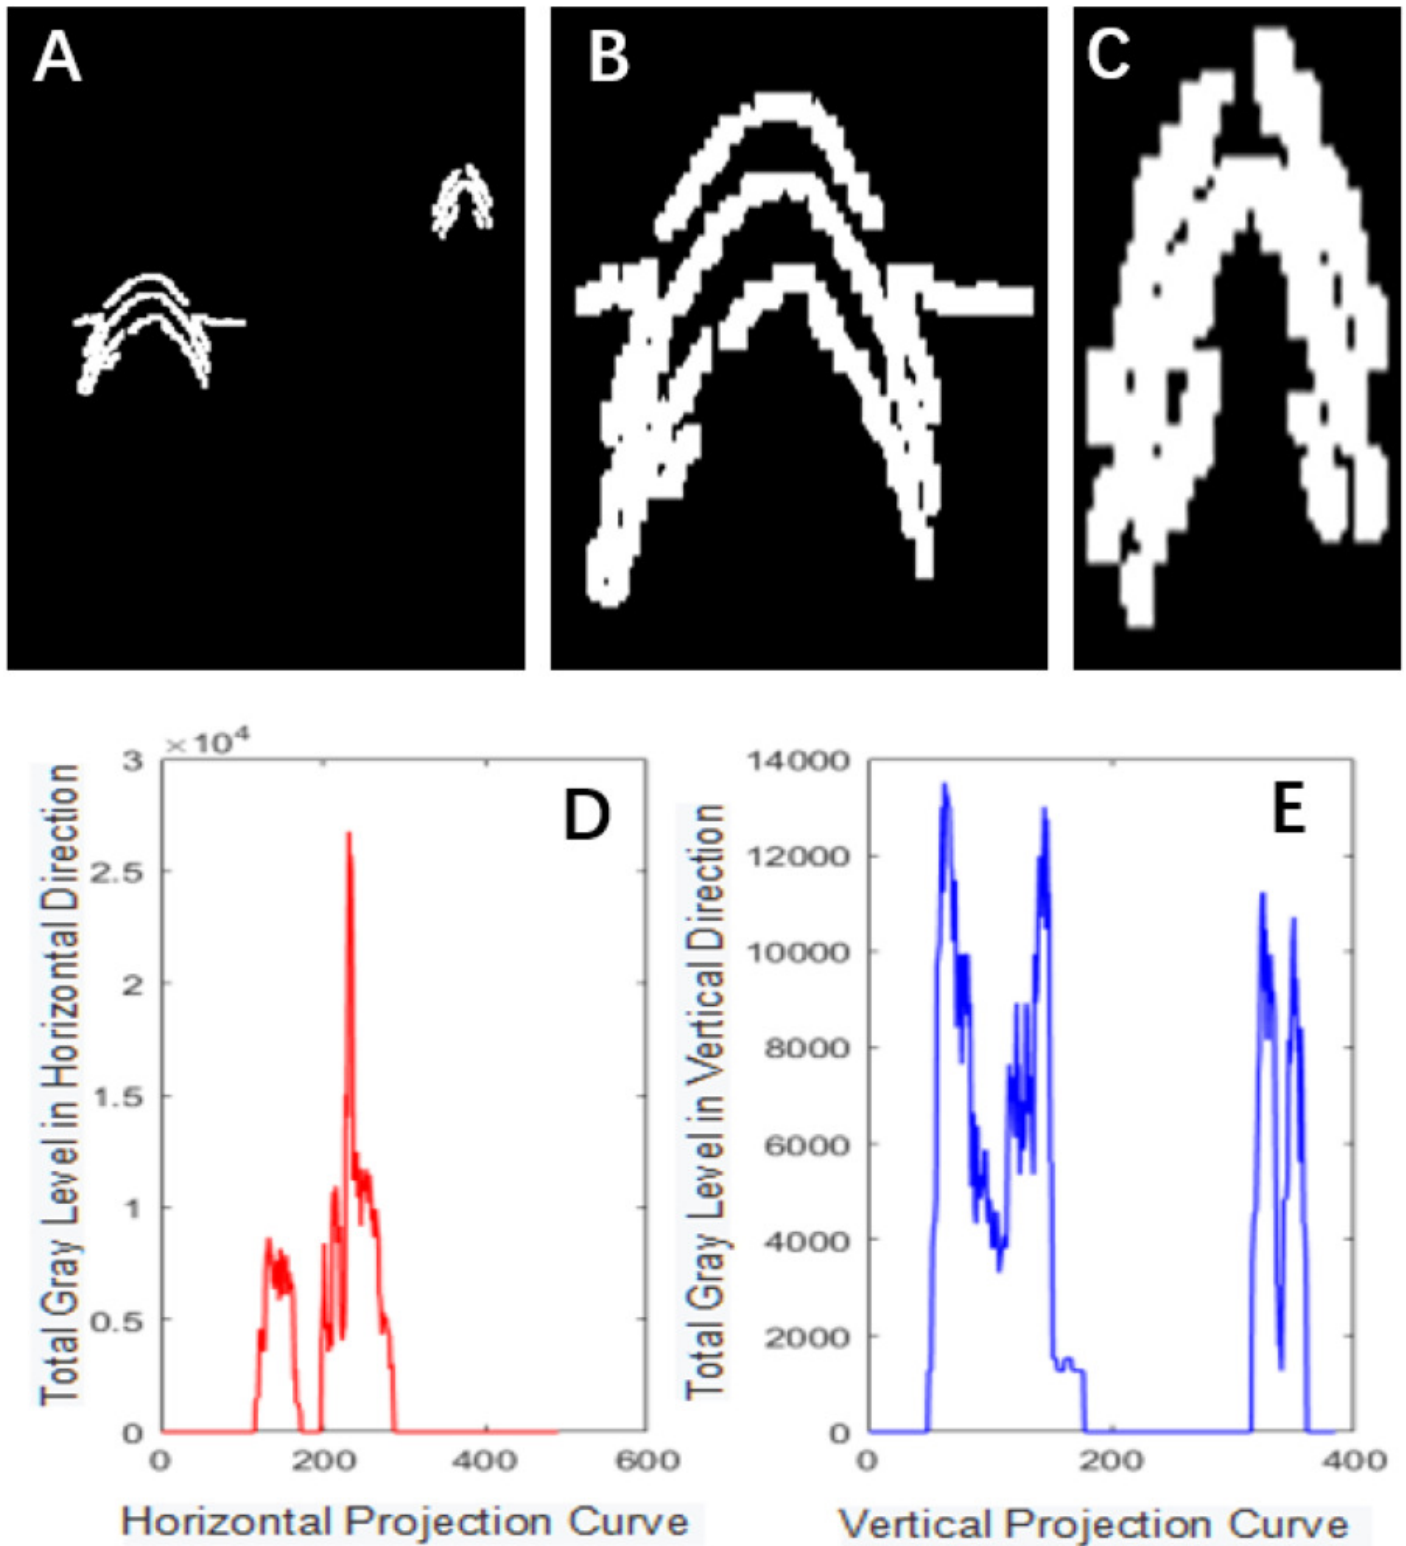 A
B
C
D
Total Gray Level in Horizontal Direction
× 10⁴
3
2.5
2
1.5
1
0.5
0
0 200 400 600
Horizontal Projection Curve
E
Total Gray Level in Vertical Direction
14000
12000
10000
8000
6000
4000
2000
0
0 200 400
Vertical Projection Curve